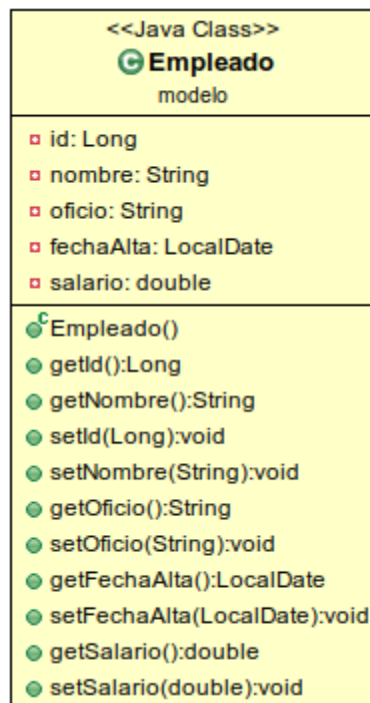 <<Java Class>>
Empleado
modelo
id: Long
nombre: String
oficio: String
fechaAlta: LocalDate
salario: double
Empleado()
getId():Long
getNombre():String
setId(Long):void
setNombre(String):void
getOficio():String
setOficio(String):void
getFechaAlta():LocalDate
setFechaAlta(LocalDate):void
getSalario():double
setSalario(double):void